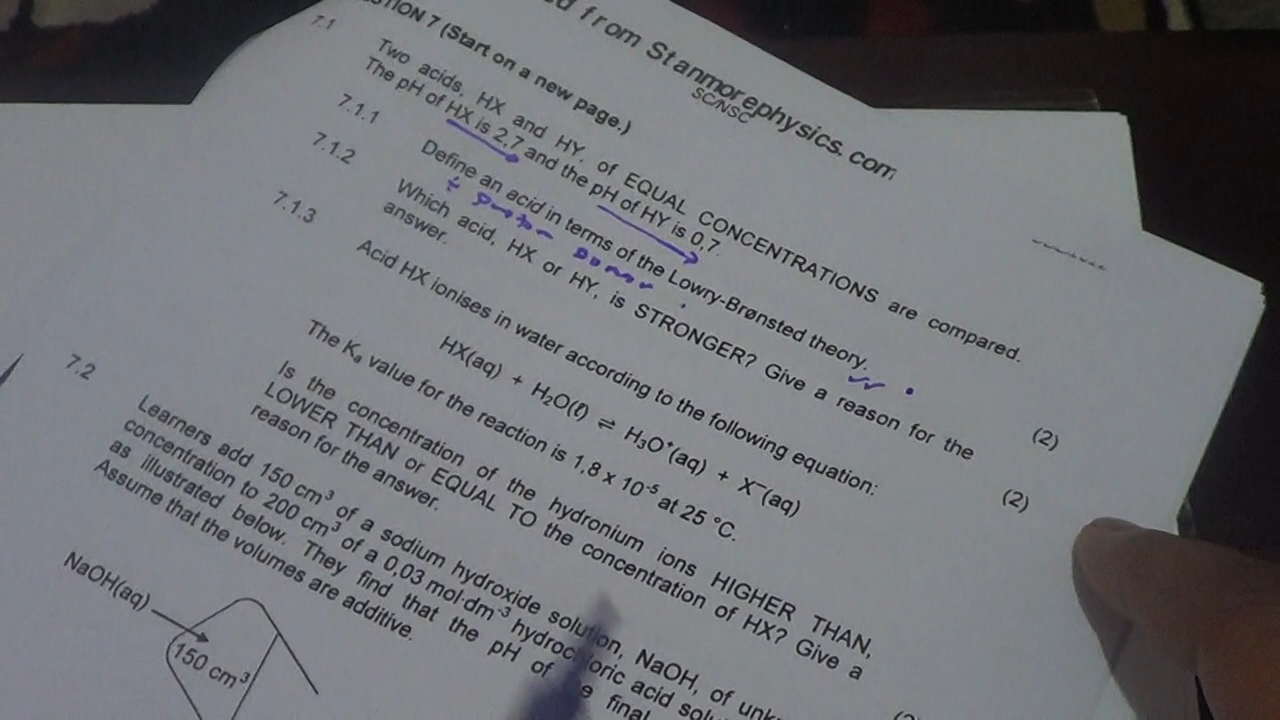 d from Stanmorephysics.com
SC/NSC
STION 7 (Start on a new page.)
7.1
Two acids, HX and HY, of EQUAL CONCENTRATIONS are compared.
The pH of HX is 2,7 and the pH of HY is 0,7.
7.1.1
Define an acid in terms of the Lowry-Brønsted theory.
(2)
7.1.2
Which acid, HX or HY, is STRONGER? Give a reason for the
answer.
(2)
7.1.3
Acid HX ionises in water according to the following equation:
HX(aq) + H₂O(ℓ) ⇌ H₃O⁺(aq) + X⁻(aq)
The Kₐ value for the reaction is 1,8 x 10⁻⁵ at 25 °C.
Is the concentration of the hydronium ions HIGHER THAN,
LOWER THAN or EQUAL TO the concentration of HX? Give a
reason for the answer.
7.2
Learners add 150 cm³ of a sodium hydroxide solution, NaOH, of unk
concentration to 200 cm³ of a 0,03 mol·dm⁻³ hydrochloric acid solu
as illustrated below. They find that the pH of final
Assume that the volumes are additive.
NaOH(aq)
150 cm³